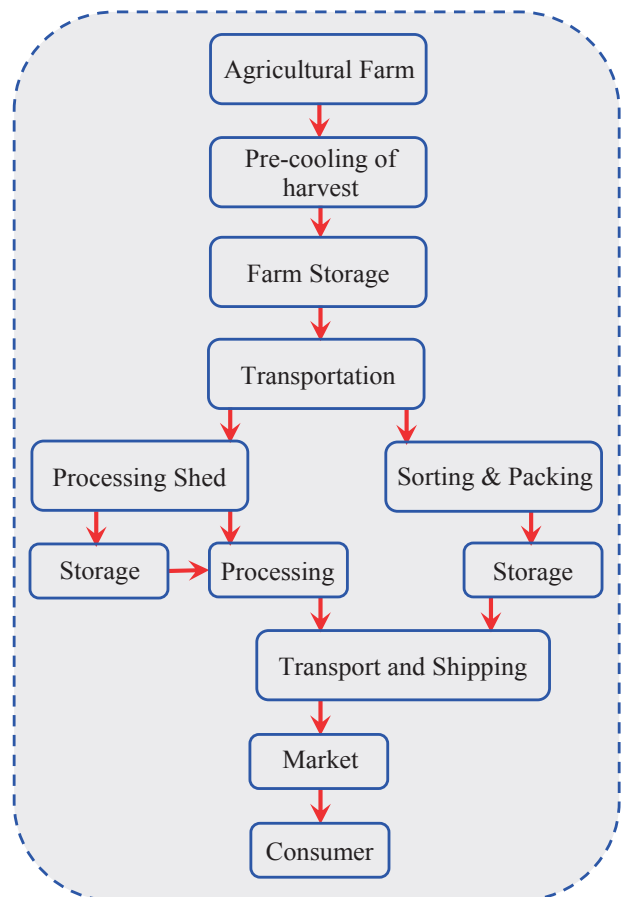 Agricultural Farm
Pre-cooling of
harvest
Farm Storage
Transportation
Processing Shed
Sorting & Packing
Storage
Processing
Storage
Transport and Shipping
Market
Consumer